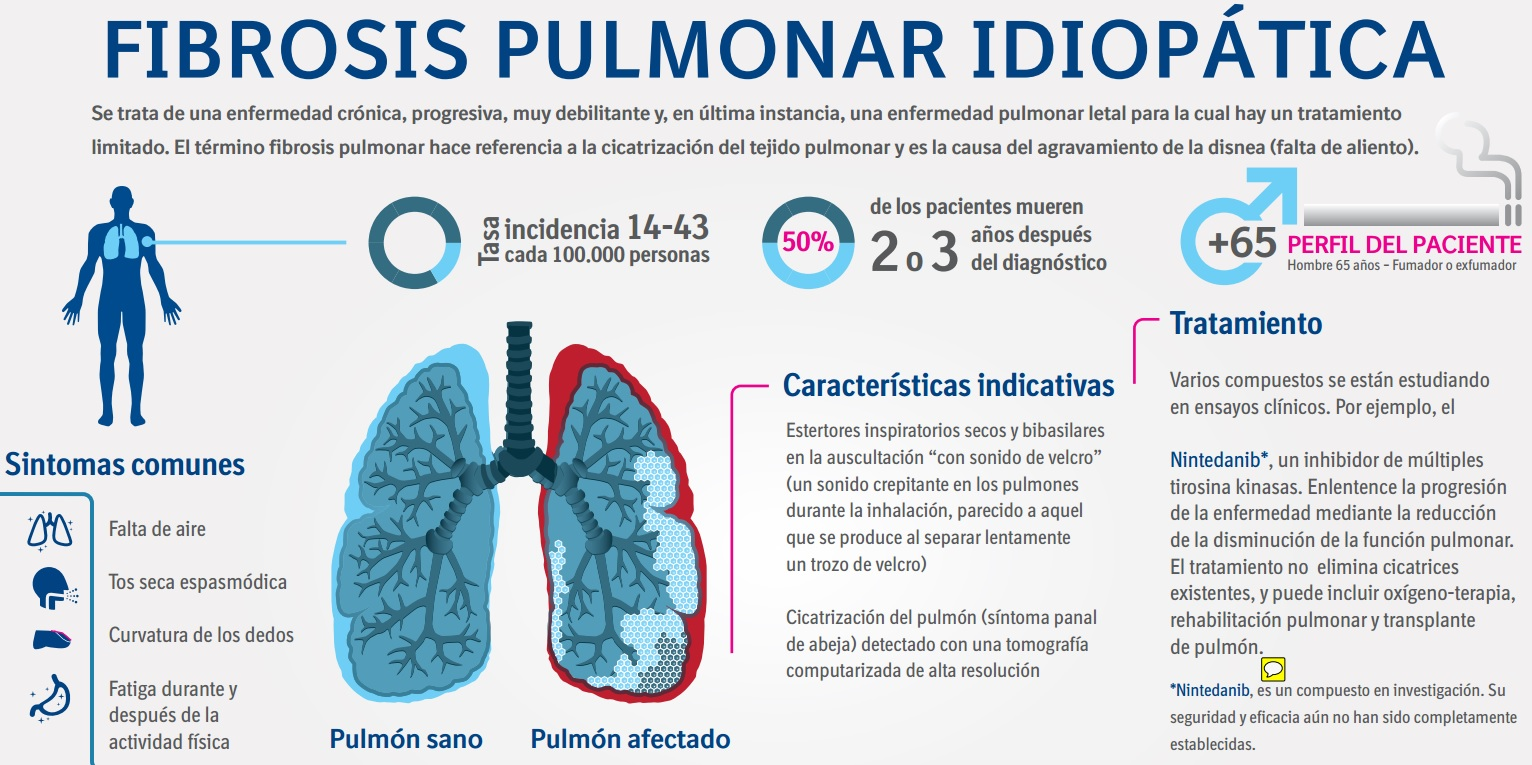 FIBROSIS PULMONAR IDIOPÁTICA
Se trata de una enfermedad crónica, progresiva, muy debilitante y, en última instancia, una enfermedad pulmonar letal para la cual hay un tratamiento
limitado. El término fibrosis pulmonar hace referencia a la cicatrización del tejido pulmonar y es la causa del agravamiento de la disnea (falta de aliento).
Tasa
incidencia 14-43
cada 100.000 personas
50%
de los pacientes mueren
2 o 3
años después
del diagnóstico
+65
PERFIL DEL PACIENTE
Hombre 65 años – Fumador o exfumador
Sintomas comunes
Falta de aire
Tos seca espasmódica
Curvatura de los dedos
Fatiga durante y
después de la
actividad física
Pulmón sano
Pulmón afectado
Características indicativas
Estertores inspiratorios secos y bibasilares
en la auscultación “con sonido de velcro”
(un sonido crepitante en los pulmones
durante la inhalación, parecido a aquel
que se produce al separar lentamente
un trozo de velcro)
Cicatrización del pulmón (síntoma panal
de abeja) detectado con una tomografía
computarizada de alta resolución
Tratamiento
Varios compuestos se están estudiando
en ensayos clínicos. Por ejemplo, el
Nintedanib*, un inhibidor de múltiples
tirosina kinasas. Enlentence la progresión
de la enfermedad mediante la reducción
de la disminución de la función pulmonar.
El tratamiento no elimina cicatrices
existentes, y puede incluir oxígeno-terapia,
rehabilitación pulmonar y transplante
de pulmón.
*Nintedanib, es un compuesto en investigación. Su
seguridad y eficacia aún no han sido completamente
establecidas.